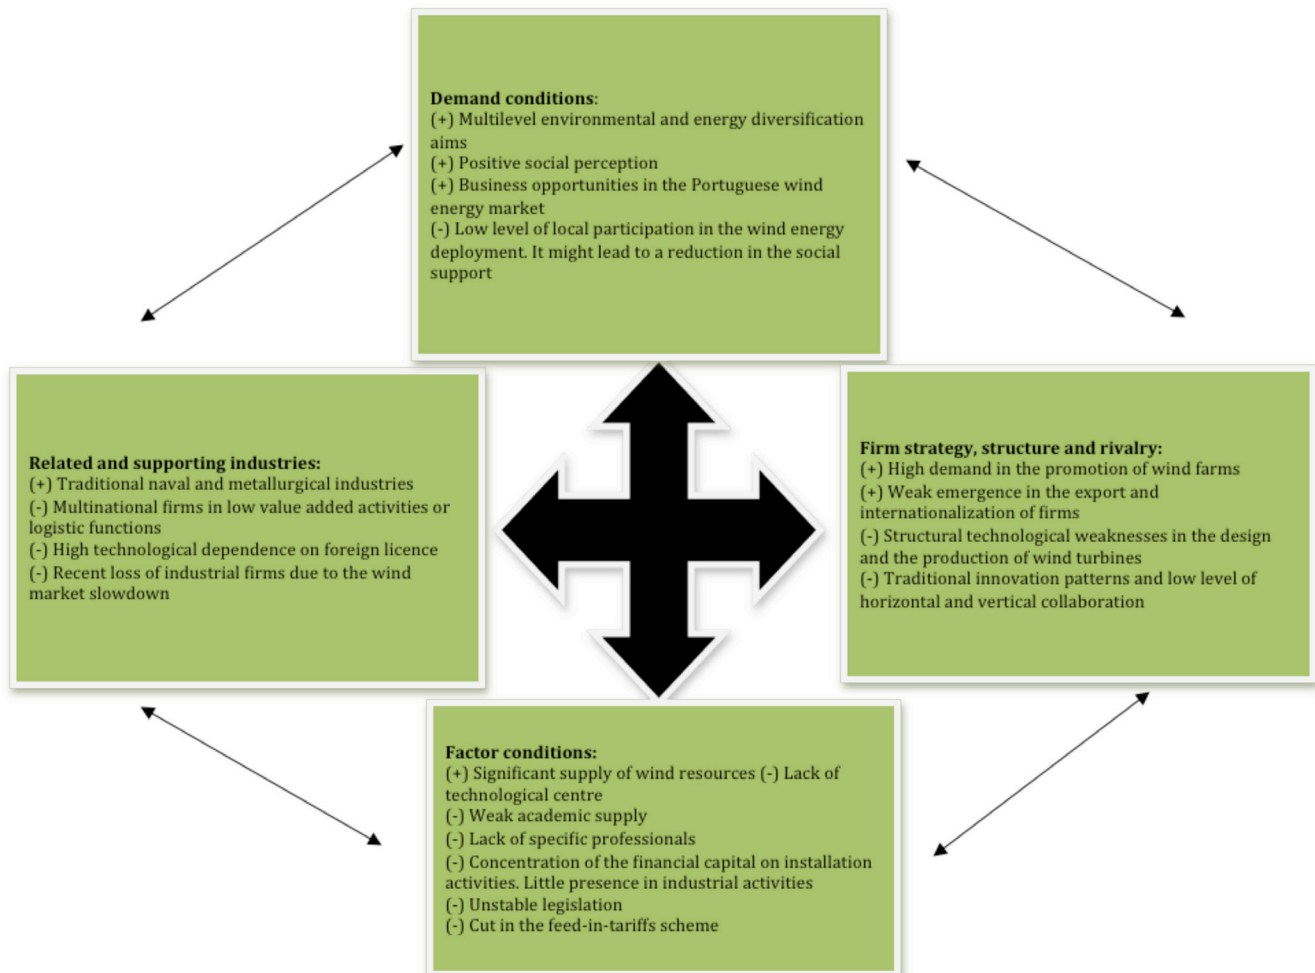 Demand conditions:
(+) Multilevel environmental and energy diversification
aims
(+) Positive social perception
(+) Business opportunities in the Portuguese wind
energy market
(-) Low level of local participation in the wind energy
deployment. It might lead to a reduction in the social
support
Related and supporting industries:
(+) Traditional naval and metallurgical industries
(-) Multinational firms in low value added activities or
logistic functions
(-) High technological dependence on foreign licence
(-) Recent loss of industrial firms due to the wind
market slowdown
Firm strategy, structure and rivalry:
(+) High demand in the promotion of wind farms
(+) Weak emergence in the export and
internationalization of firms
(-) Structural technological weaknesses in the design
and the production of wind turbines
(-) Traditional innovation patterns and low level of
horizontal and vertical collaboration
Factor conditions:
(+) Significant supply of wind resources (-) Lack of
technological centre
(-) Weak academic supply
(-) Lack of specific professionals
(-) Concentration of the financial capital on installation
activities. Little presence in industrial activities
(-) Unstable legislation
(-) Cut in the feed-in-tariffs scheme